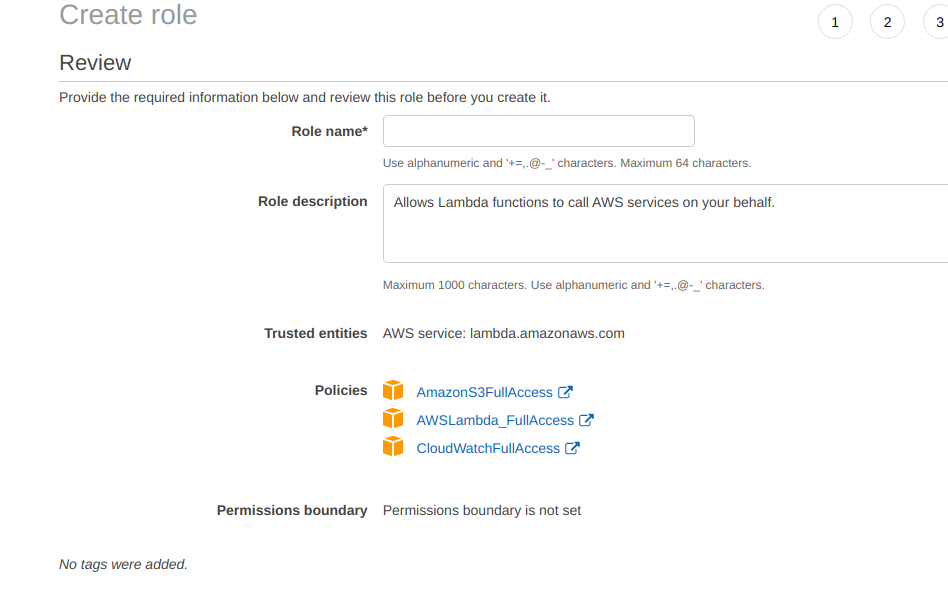 Create role
1 2 3
Review
Provide the required information below and review this role before you create it.
Role name*
Use alphanumeric and '+=,.@-_' characters. Maximum 64 characters.
Role description
Allows Lambda functions to call AWS services on your behalf.
Maximum 1000 characters. Use alphanumeric and '+=,.@-_' characters.
Trusted entities AWS service: lambda.amazonaws.com
Policies AmazonS3FullAccess
AWSLambda_FullAccess
CloudWatchFullAccess
Permissions boundary Permissions boundary is not set
No tags were added.